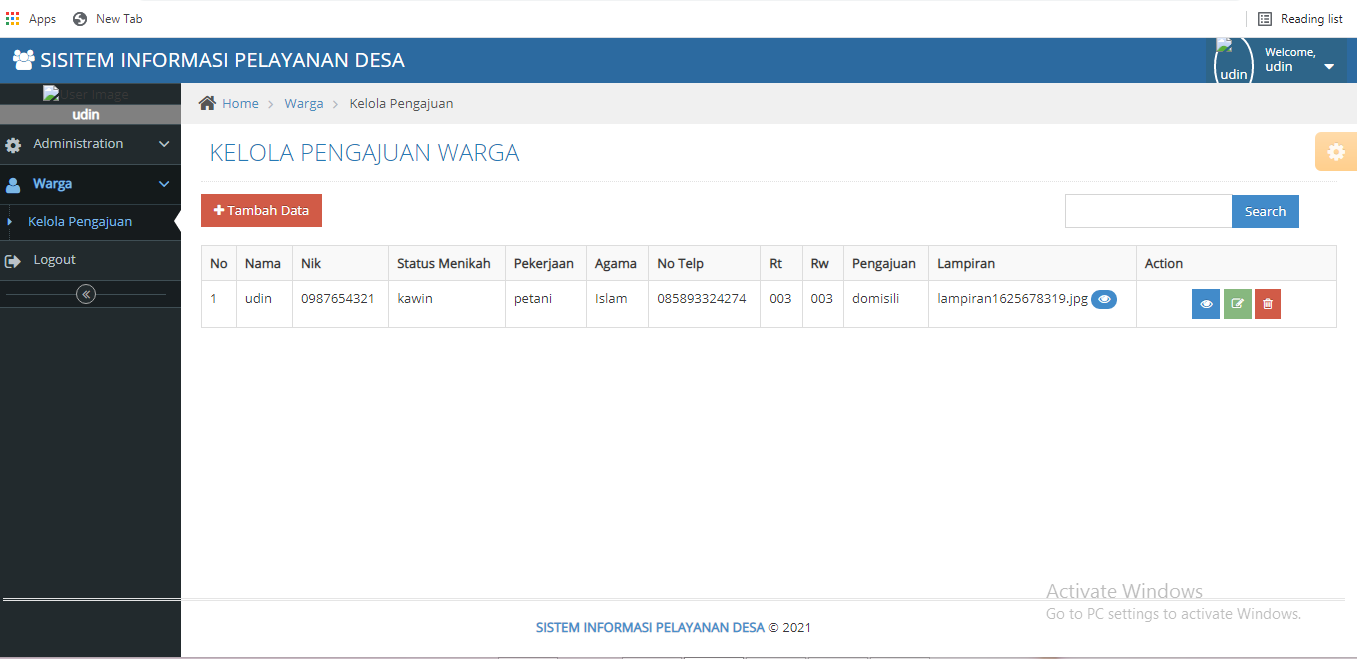 Apps New Tab Reading list
SISITEM INFORMASI PELAYANAN DESA
udin
Welcome,
udin
User image
udin
Administration
Warga
Kelola Pengajuan
Logout
Home Warga Kelola Pengajuan
KELOLA PENGAJUAN WARGA
Tambah Data
Search
No Nama Nik Status Menikah Pekerjaan Agama No Telp Rt Rw Pengajuan Lampiran Action
1 udin 0987654321 kawin petani Islam 085893324274 003 003 domisili lampiran1625678319.jpg
Activate Windows
Go to PC settings to activate Windows.
SISTEM INFORMASI PELAYANAN DESA © 2021